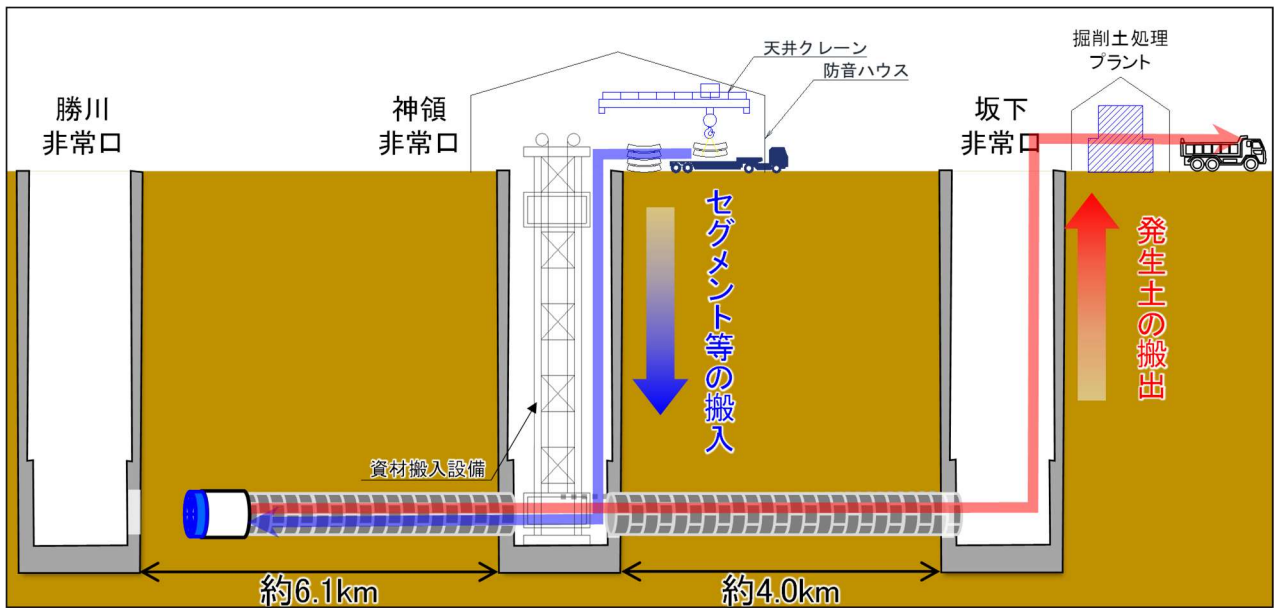 天井クレーン
防音ハウス
掘削土処理
プラント
勝川
非常口
神領
非常口
坂下
非常口
セグメント等の搬入
発生土の搬出
資材搬入設備
約6.1km
約4.0km